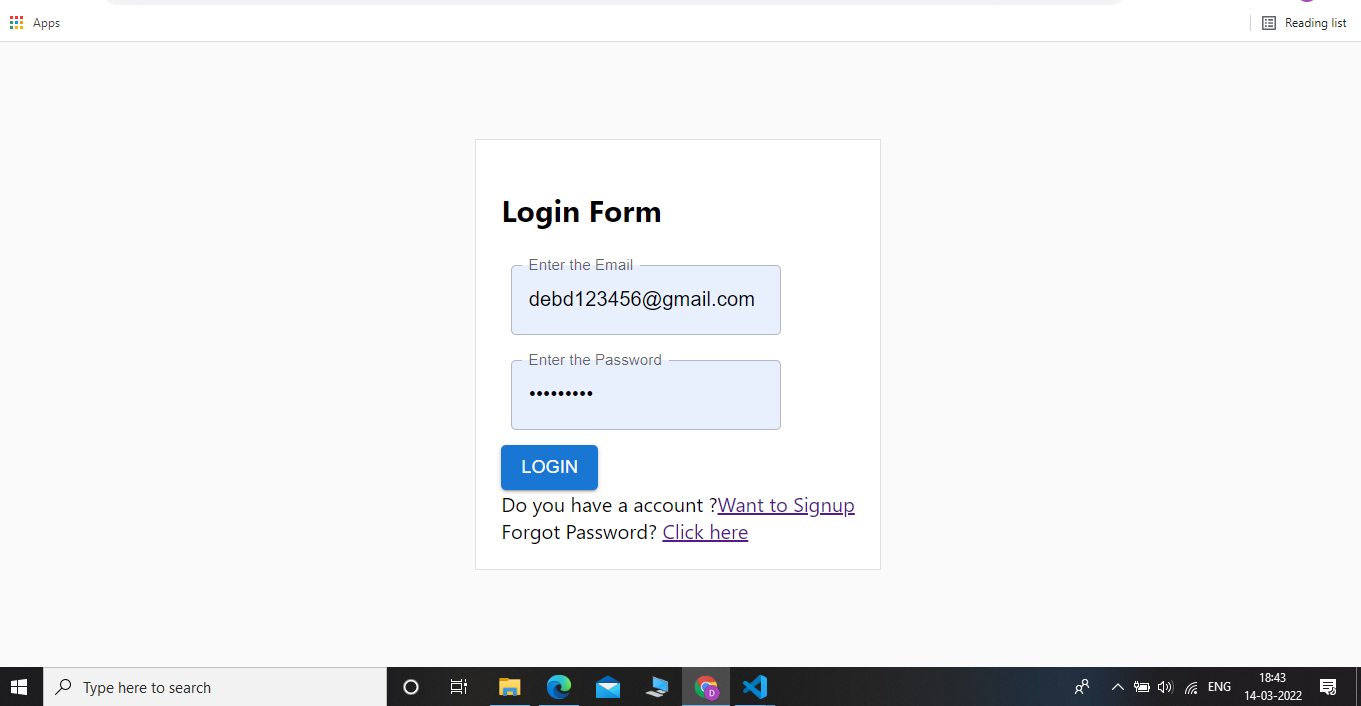 Apps
Reading list
Login Form
Enter the Email
debd123456@gmail.com
Enter the Password
•••••••••
LOGIN
Do you have a account ?Want to Signup
Forgot Password? Click here
Type here to search
D
ENG
18:43
14-03-2022